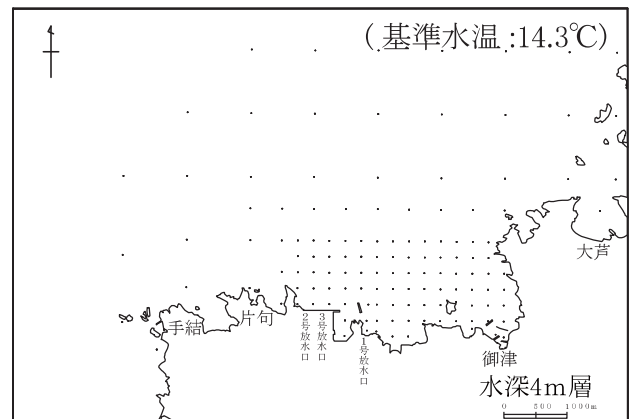 (基準水温:14.3℃)
大芦
手結
片句
2号放水口
3号放水口
1号放水口
御津
水深4m層
0 500 1000m